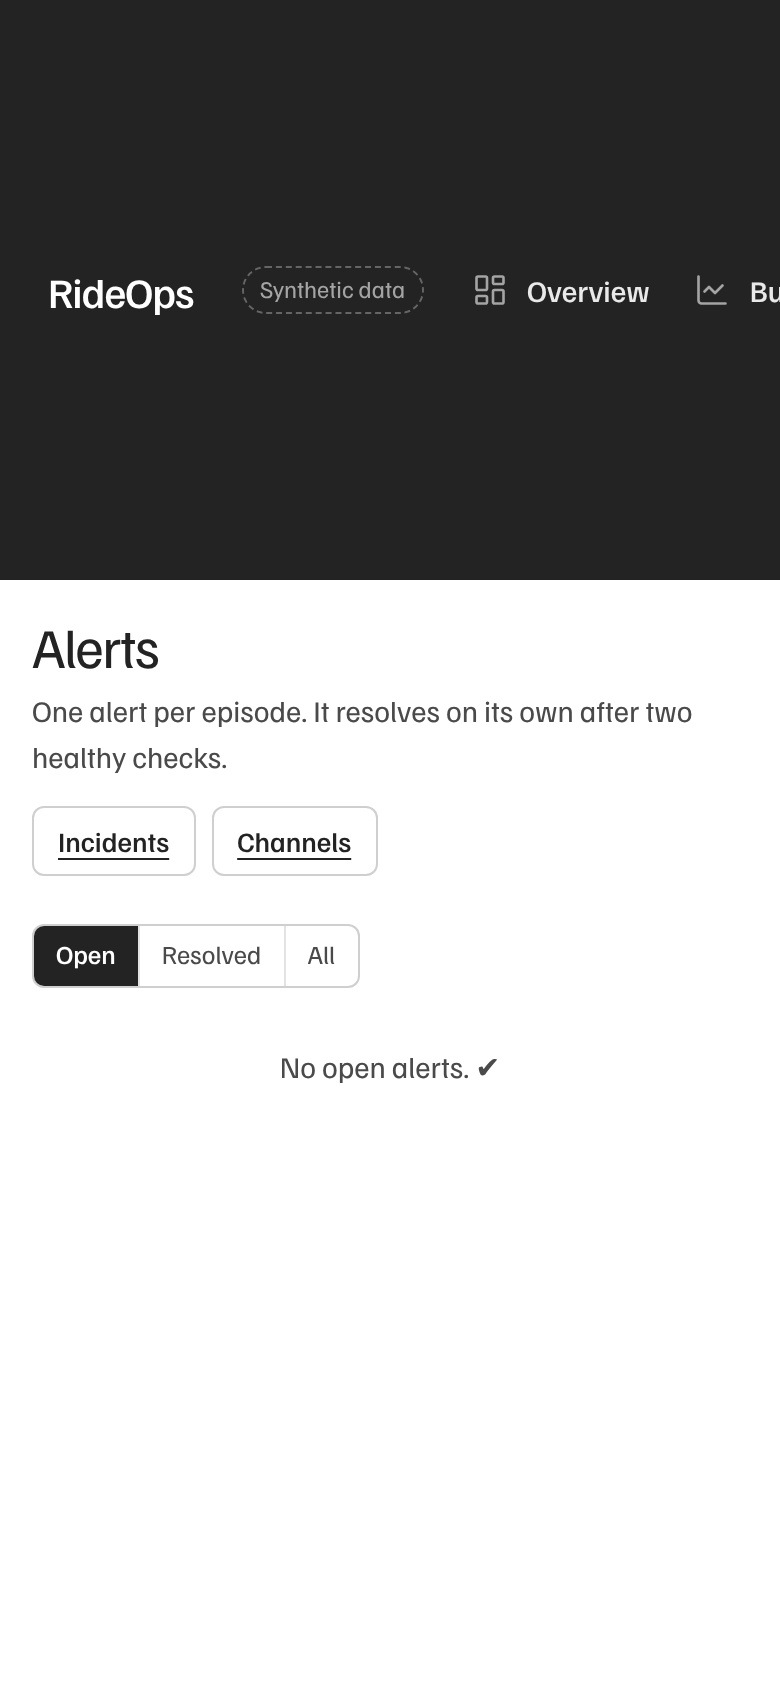 RideOps
Synthetic data
Overview
Bu
Alerts
One alert per episode. It resolves on its own after two
healthy checks.
Incidents
Channels
Open
Resolved
All
No open alerts. ✔